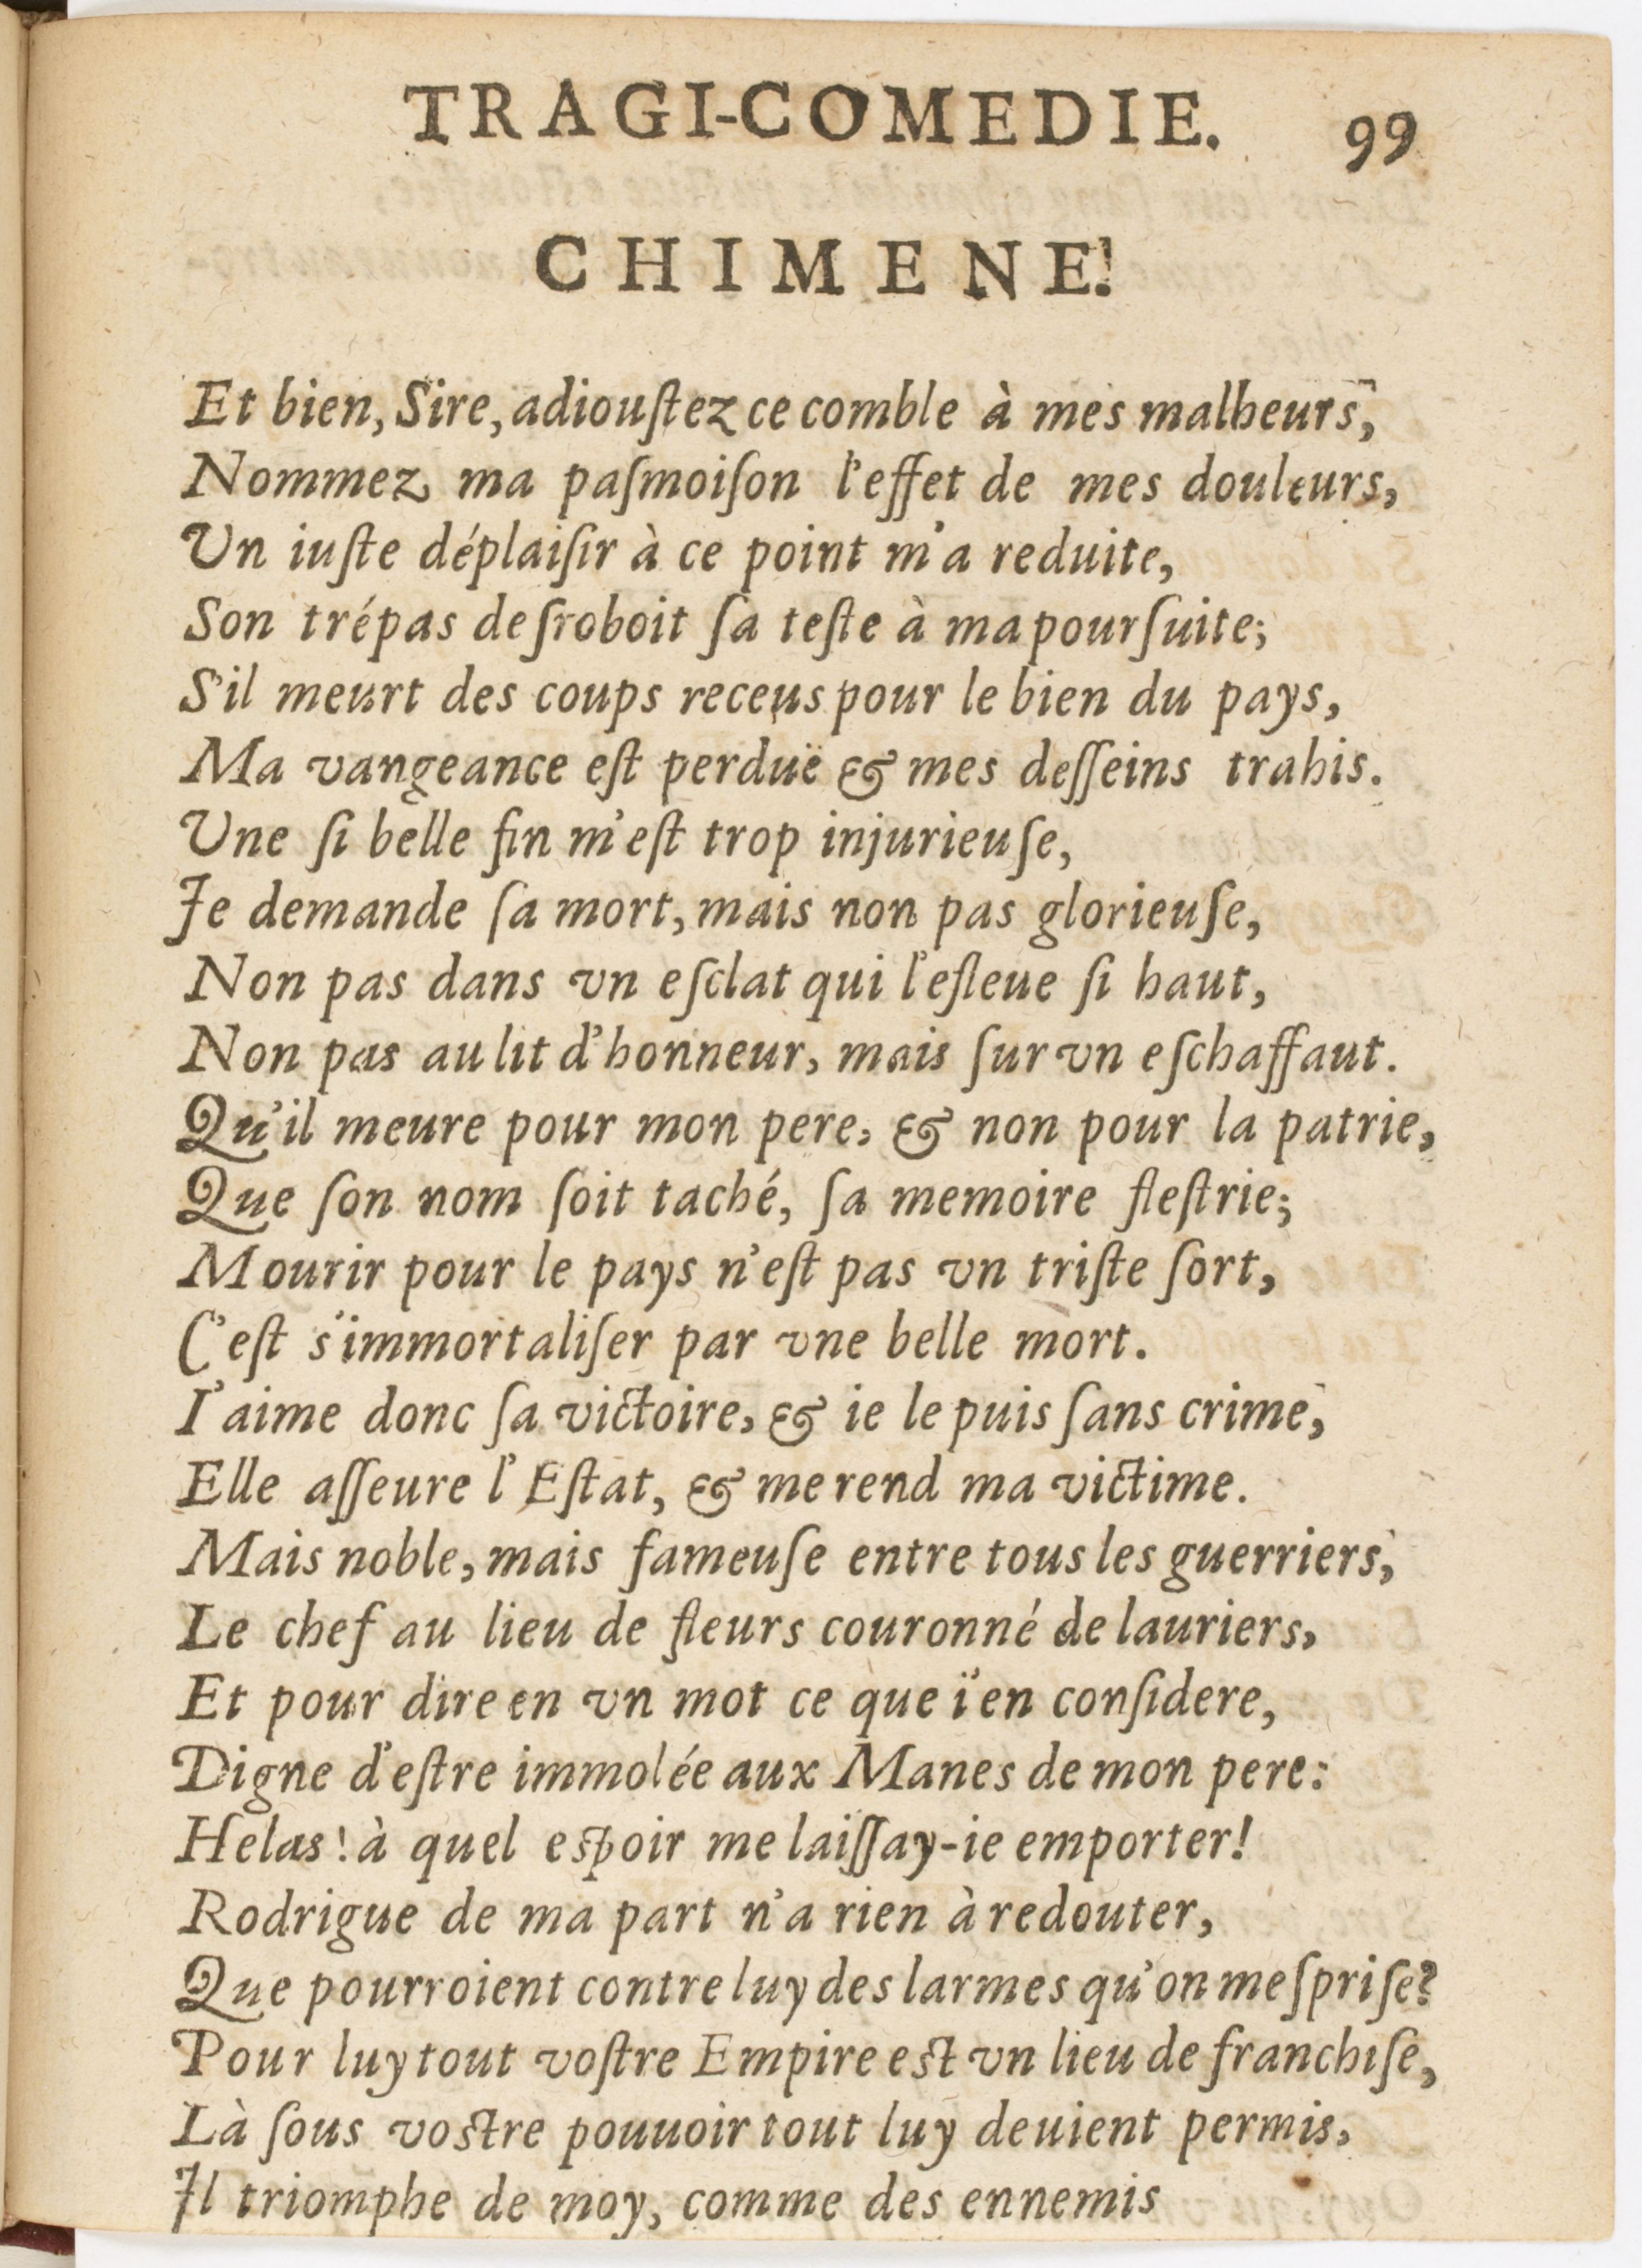 TRAGI-COMEDIE. 99
CHIMENE!
Et bien, Sire, adiouſtez ce comble à mes malheurs,
Nommez ma paſmoiſon l'effet de mes douleurs,
Un iuſte déplaiſir à ce point m'a reduite,
Son trépas deſroboit ſa teſte à ma pourſuite;
S'il meurt des coups receus pour le bien du pays,
Ma vangeance eſt perduë & mes deſſeins trahis.
Une ſi belle fin m'eſt trop injurieuſe,
Je demande ſa mort, mais non pas glorieuſe,
Non pas dans vn eſclat qui l'eſleue ſi haut,
Non pas au lit d'honneur, mais ſur vn eſchaffaut.
Qu'il meure pour mon pere, & non pour la patrie,
Que ſon nom ſoit taché, ſa memoire fleſtrie;
Mourir pour le pays n'eſt pas vn triſte ſort,
C'eſt s'immortaliſer par vne belle mort.
I'aime donc ſa victoire, & ie le puis ſans crime,
Elle aſſeure l'Eſtat, & me rend ma victime.
Mais noble, mais fameuſe entre tous les guerriers,
Le chef au lieu de fleurs couronné de lauriers,
Et pour dire en vn mot ce que i'en conſidere,
Digne d'eſtre immolée aux Manes de mon pere:
Helas! à quel eſpoir me laiſſay-ie emporter!
Rodrigue de ma part n'a rien à redouter,
Que pourroient contre luy des larmes qu'on meſpriſe?
Pour luy tout voſtre Empire eſt vn lieu de franchiſe,
Là ſous voſtre pouuoir tout luy deuient permis,
Il triomphe de moy, comme des ennemis